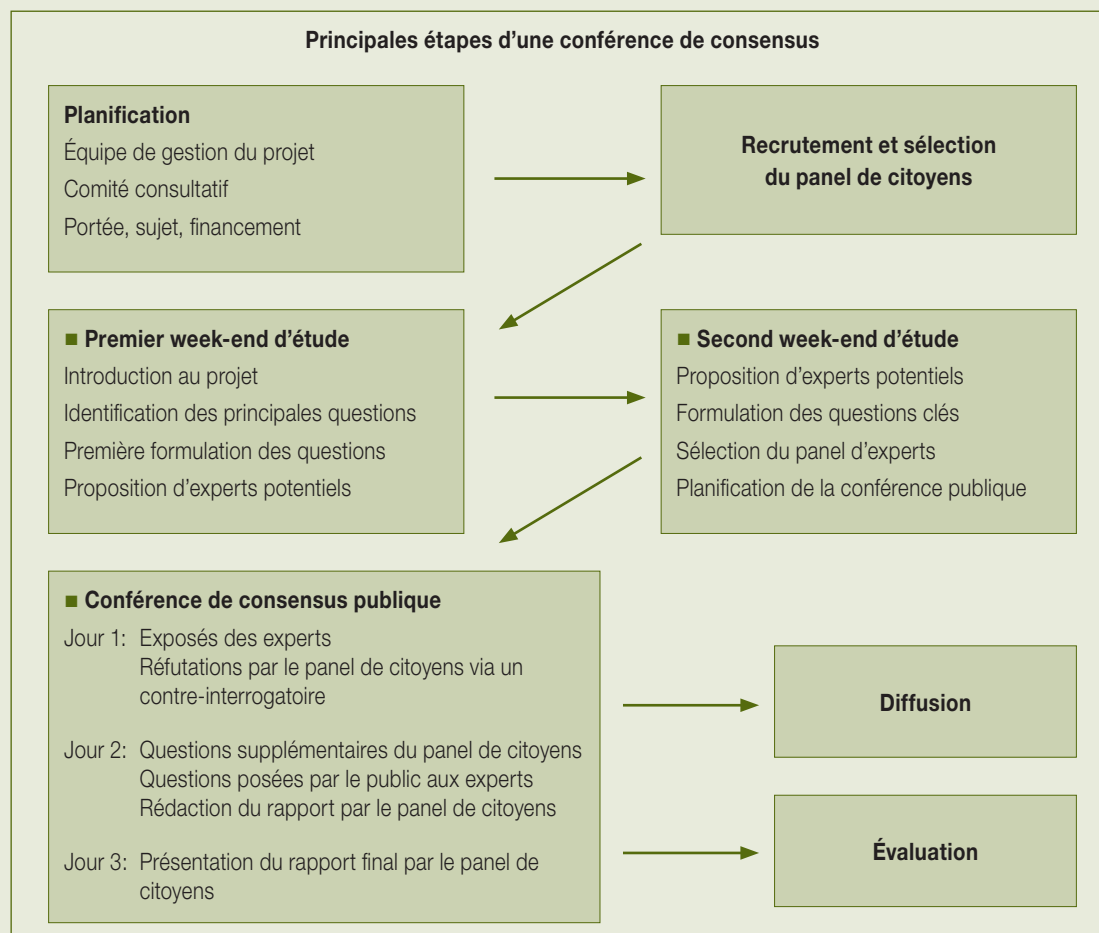 Principales étapes d’une conférence de consensus
Planification
Équipe de gestion du projet
Comité consultatif
Portée, sujet, financement
Recrutement et sélection
du panel de citoyens
■ Premier week-end d’étude
Introduction au projet
Identification des principales questions
Première formulation des questions
Proposition d’experts potentiels
■ Second week-end d’étude
Proposition d’experts potentiels
Formulation des questions clés
Sélection du panel d’experts
Planification de la conférence publique
■ Conférence de consensus publique
Jour 1: Exposés des experts
Réfutations par le panel de citoyens via un
contre-interrogatoire
Jour 2: Questions supplémentaires du panel de citoyens
Questions posées par le public aux experts
Rédaction du rapport par le panel de citoyens
Jour 3: Présentation du rapport final par le panel de
citoyens
Diffusion
Évaluation